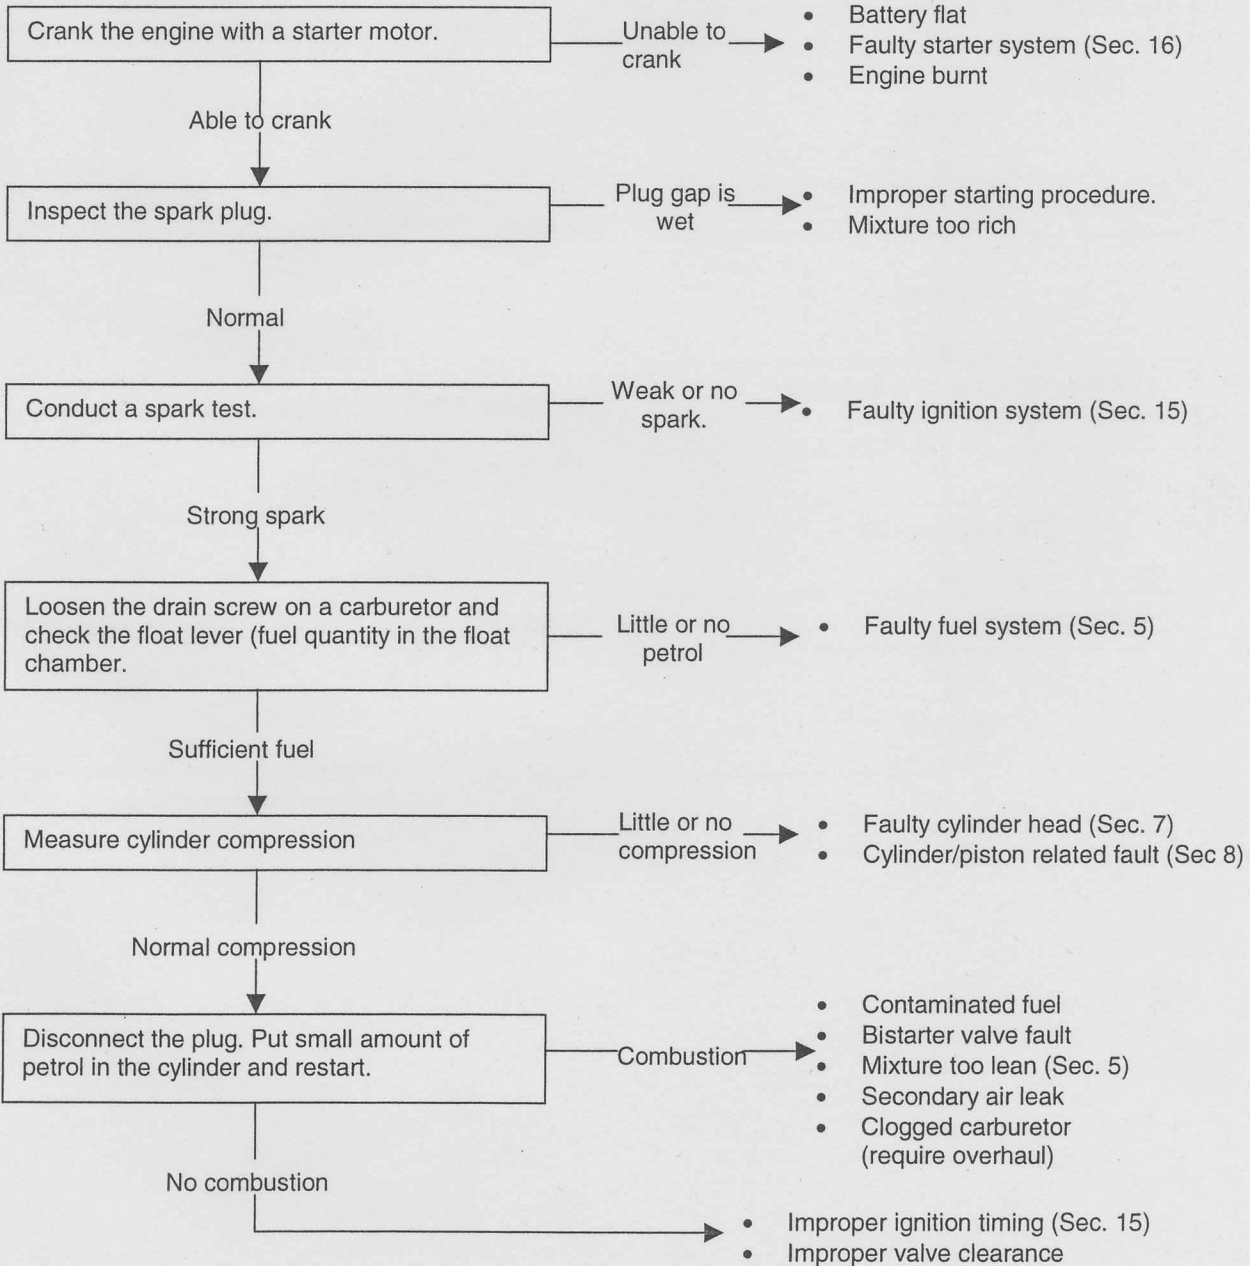 Crank the engine with a starter motor.
Unable to
crank
• Battery flat
• Faulty starter system (Sec. 16)
• Engine burnt
Able to crank
Inspect the spark plug.
Plug gap is
wet
• Improper starting procedure.
• Mixture too rich
Normal
Conduct a spark test.
Weak or no
spark.
• Faulty ignition system (Sec. 15)
Strong spark
Loosen the drain screw on a carburetor and
check the float lever (fuel quantity in the float
chamber.
Little or no
petrol
• Faulty fuel system (Sec. 5)
Sufficient fuel
Measure cylinder compression
Little or no
compression
• Faulty cylinder head (Sec. 7)
• Cylinder/piston related fault (Sec 8)
Normal compression
Disconnect the plug. Put small amount of
petrol in the cylinder and restart.
Combustion
• Contaminated fuel
• Bistarter valve fault
• Mixture too lean (Sec. 5)
• Secondary air leak
• Clogged carburetor
(require overhaul)
No combustion
• Improper ignition timing (Sec. 15)
• Improper valve clearance